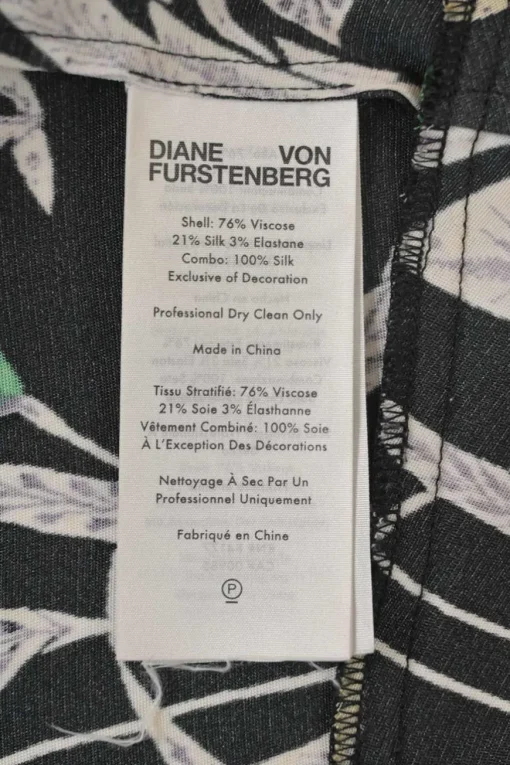 DIANE VON
FURSTENBERG
Shell: 76% Viscose
21% Silk 3% Elastane
Combo: 100% Silk
Exclusive of Decoration
Professional Dry Clean Only
Made in China
Tissu Stratifié: 76% Viscose
21% Soie 3% Élasthanne
Vêtement Combiné: 100% Soie
À L'Exception Des Décorations
Nettoyage À Sec Par Un
Professionnel Uniquement
Fabriqué en Chine
P